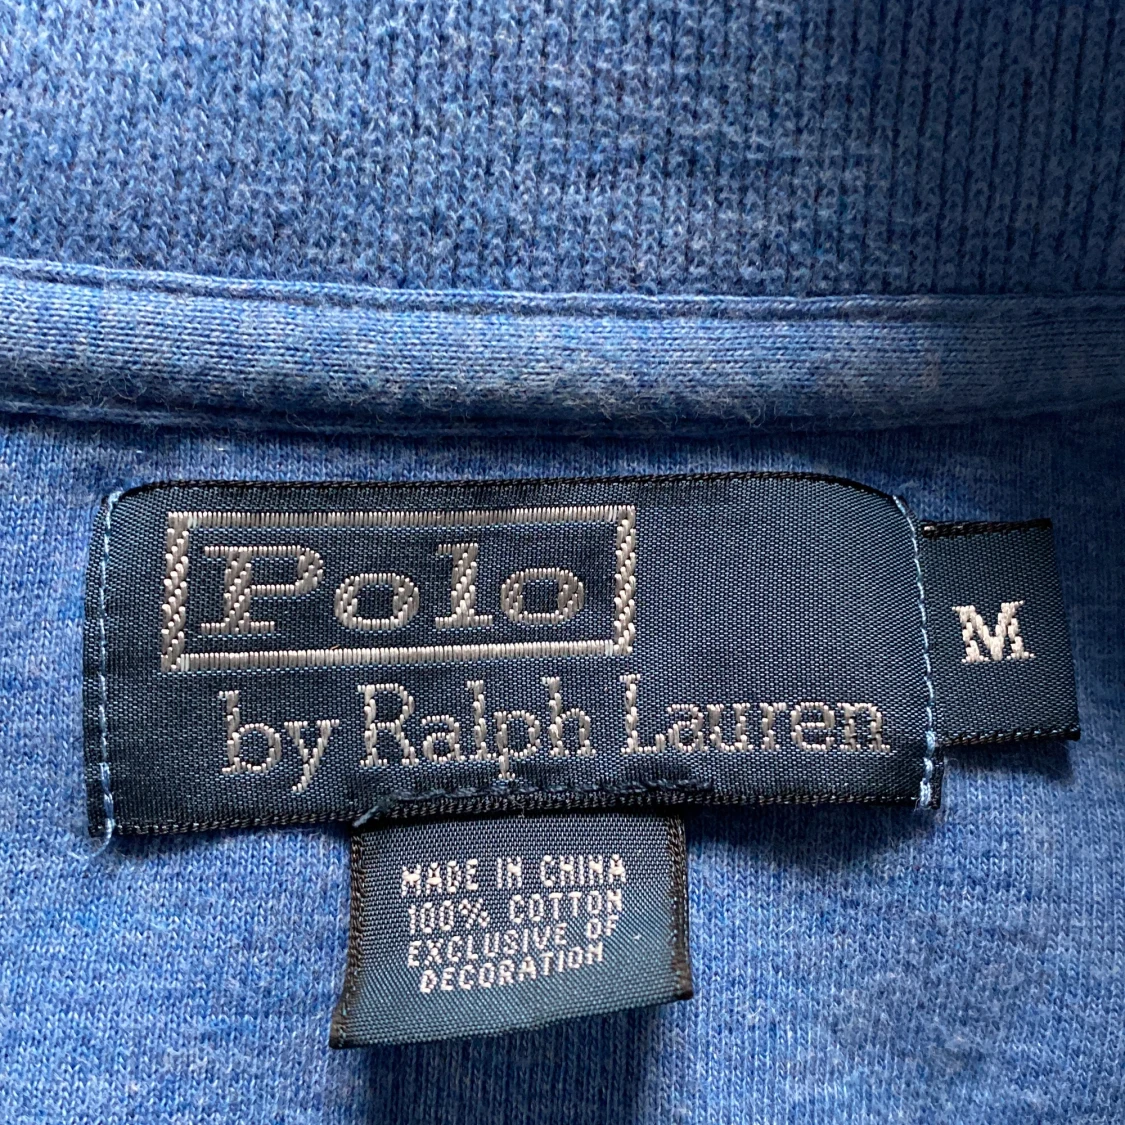 Polo
by Ralph Lauren
M
MADE IN CHINA
100% COTTON
EXCLUSIVE OF
DECORATION